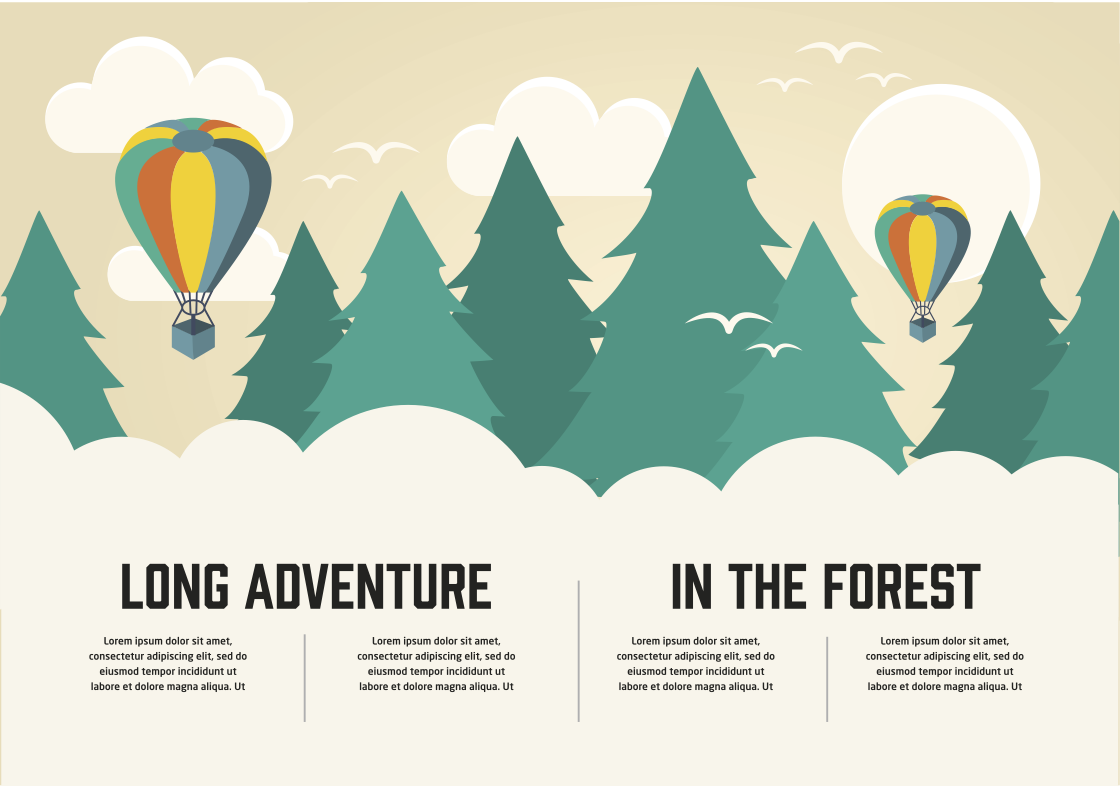 LONG ADVENTURE
Lorem ipsum dolor sit amet,
consectetur adipiscing elit, sed do
eiusmod tempor incididunt ut
labore et dolore magna aliqua. Ut
Lorem ipsum dolor sit amet,
consectetur adipiscing elit, sed do
eiusmod tempor incididunt ut
labore et dolore magna aliqua. Ut
IN THE FOREST
Lorem ipsum dolor sit amet,
consectetur adipiscing elit, sed do
eiusmod tempor incididunt ut
labore et dolore magna aliqua. Ut
Lorem ipsum dolor sit amet,
consectetur adipiscing elit, sed do
eiusmod tempor incididunt ut
labore et dolore magna aliqua. Ut